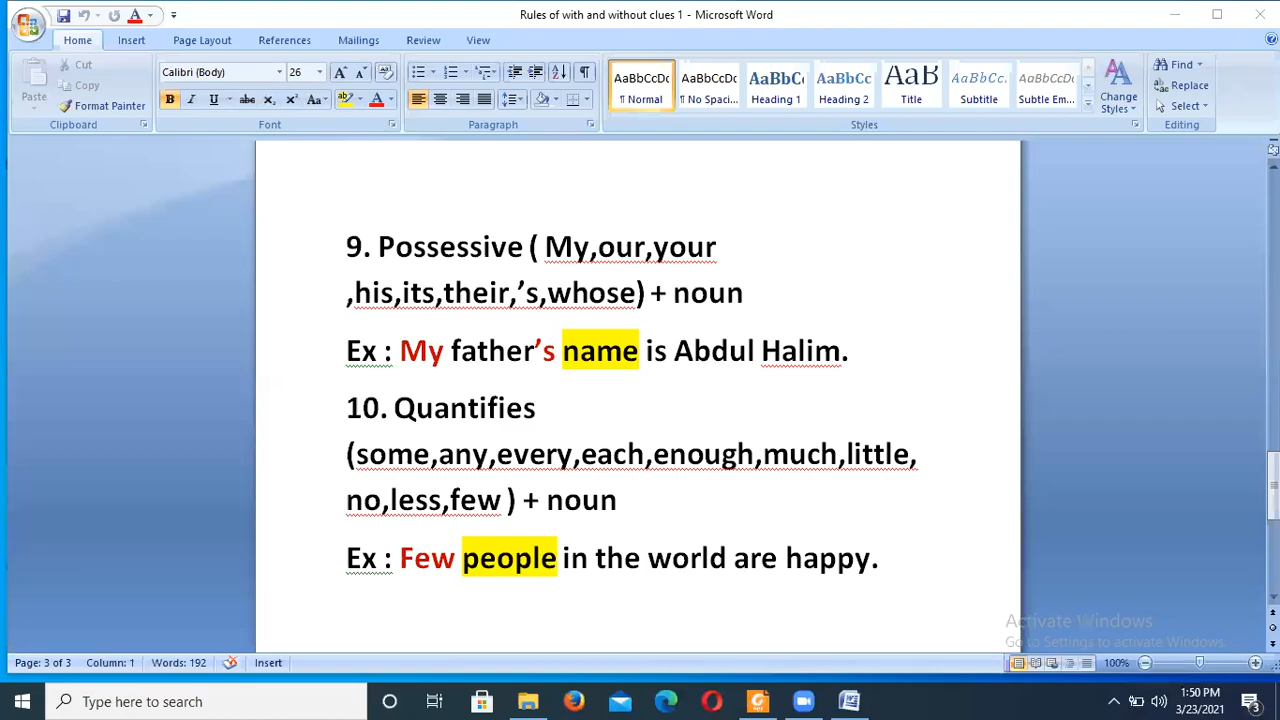 Rules of with and without clues 1 - Microsoft Word
Home Insert Page Layout References Mailings Review View
Paste
Cut
Copy
Format Painter
Clipboard
Calibri (Body) 26
B I U abc X₂ X² Aa
Font
Paragraph
AaBbCcDc AaBbCcDc AaBbC AaBbCc AaB AaBbCcL AaBbCcDc
¶ Normal ¶ No Spaci... Heading 1 Heading 2 Title Subtitle Subtle Em...
Change Styles
Styles
Find
Replace
Select
Editing
9. Possessive ( My,our,your
,his,its,their,’s,whose) + noun
Ex : My father’s name is Abdul Halim.
10. Quantifies
(some,any,every,each,enough,much,little,
no,less,few ) + noun
Ex : Few people in the world are happy.
Activate Windows
Go to Settings to activate Windows.
Page: 3 of 3 Column: 1 Words: 192 Insert 100%
Type here to search
1:50 PM
3/23/2021